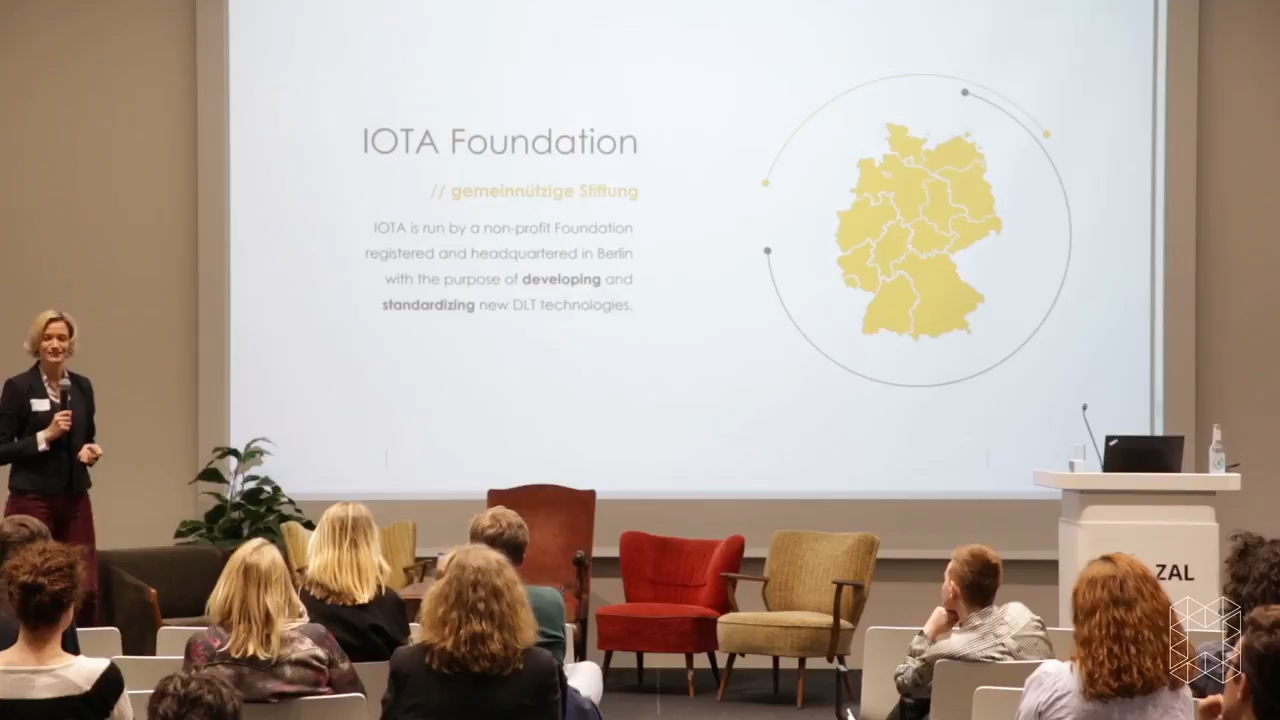 IOTA Foundation
// gemeinnützige Stiftung
IOTA is run by a non-profit Foundation
registered and headquartered in Berlin
with the purpose of developing and
standardizing new DLT technologies.
ZAL